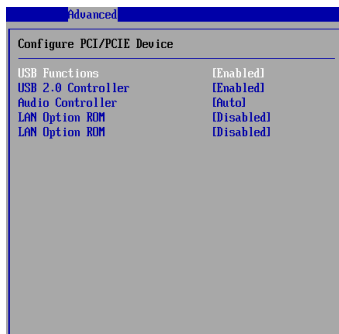 Advanced
Configure PCI/PCIE Device
USB Functions [Enabled]
USB 2.0 Controller [Enabled]
Audio Controller [Auto]
LAN Option ROM [Disabled]
LAN Option ROM [Disabled]